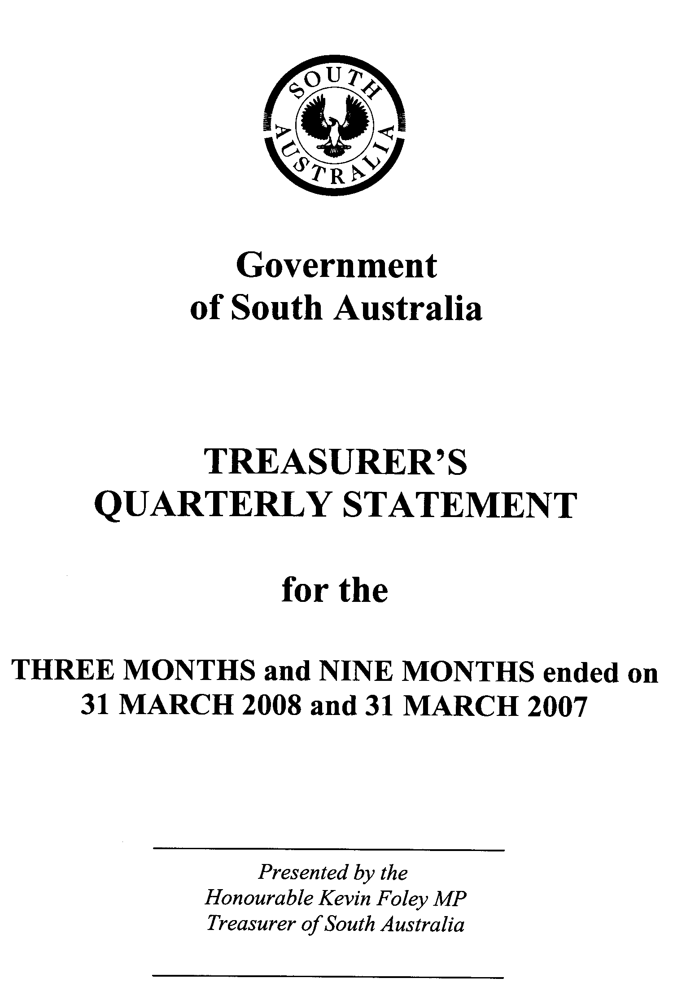 SOUTH
AUSTRALIA
Government
of South Australia
TREASURER’S
QUARTERLY STATEMENT
for the
THREE MONTHS and NINE MONTHS ended on
31 MARCH 2008 and 31 MARCH 2007
Presented by the
Honourable Kevin Foley MP
Treasurer of South Australia